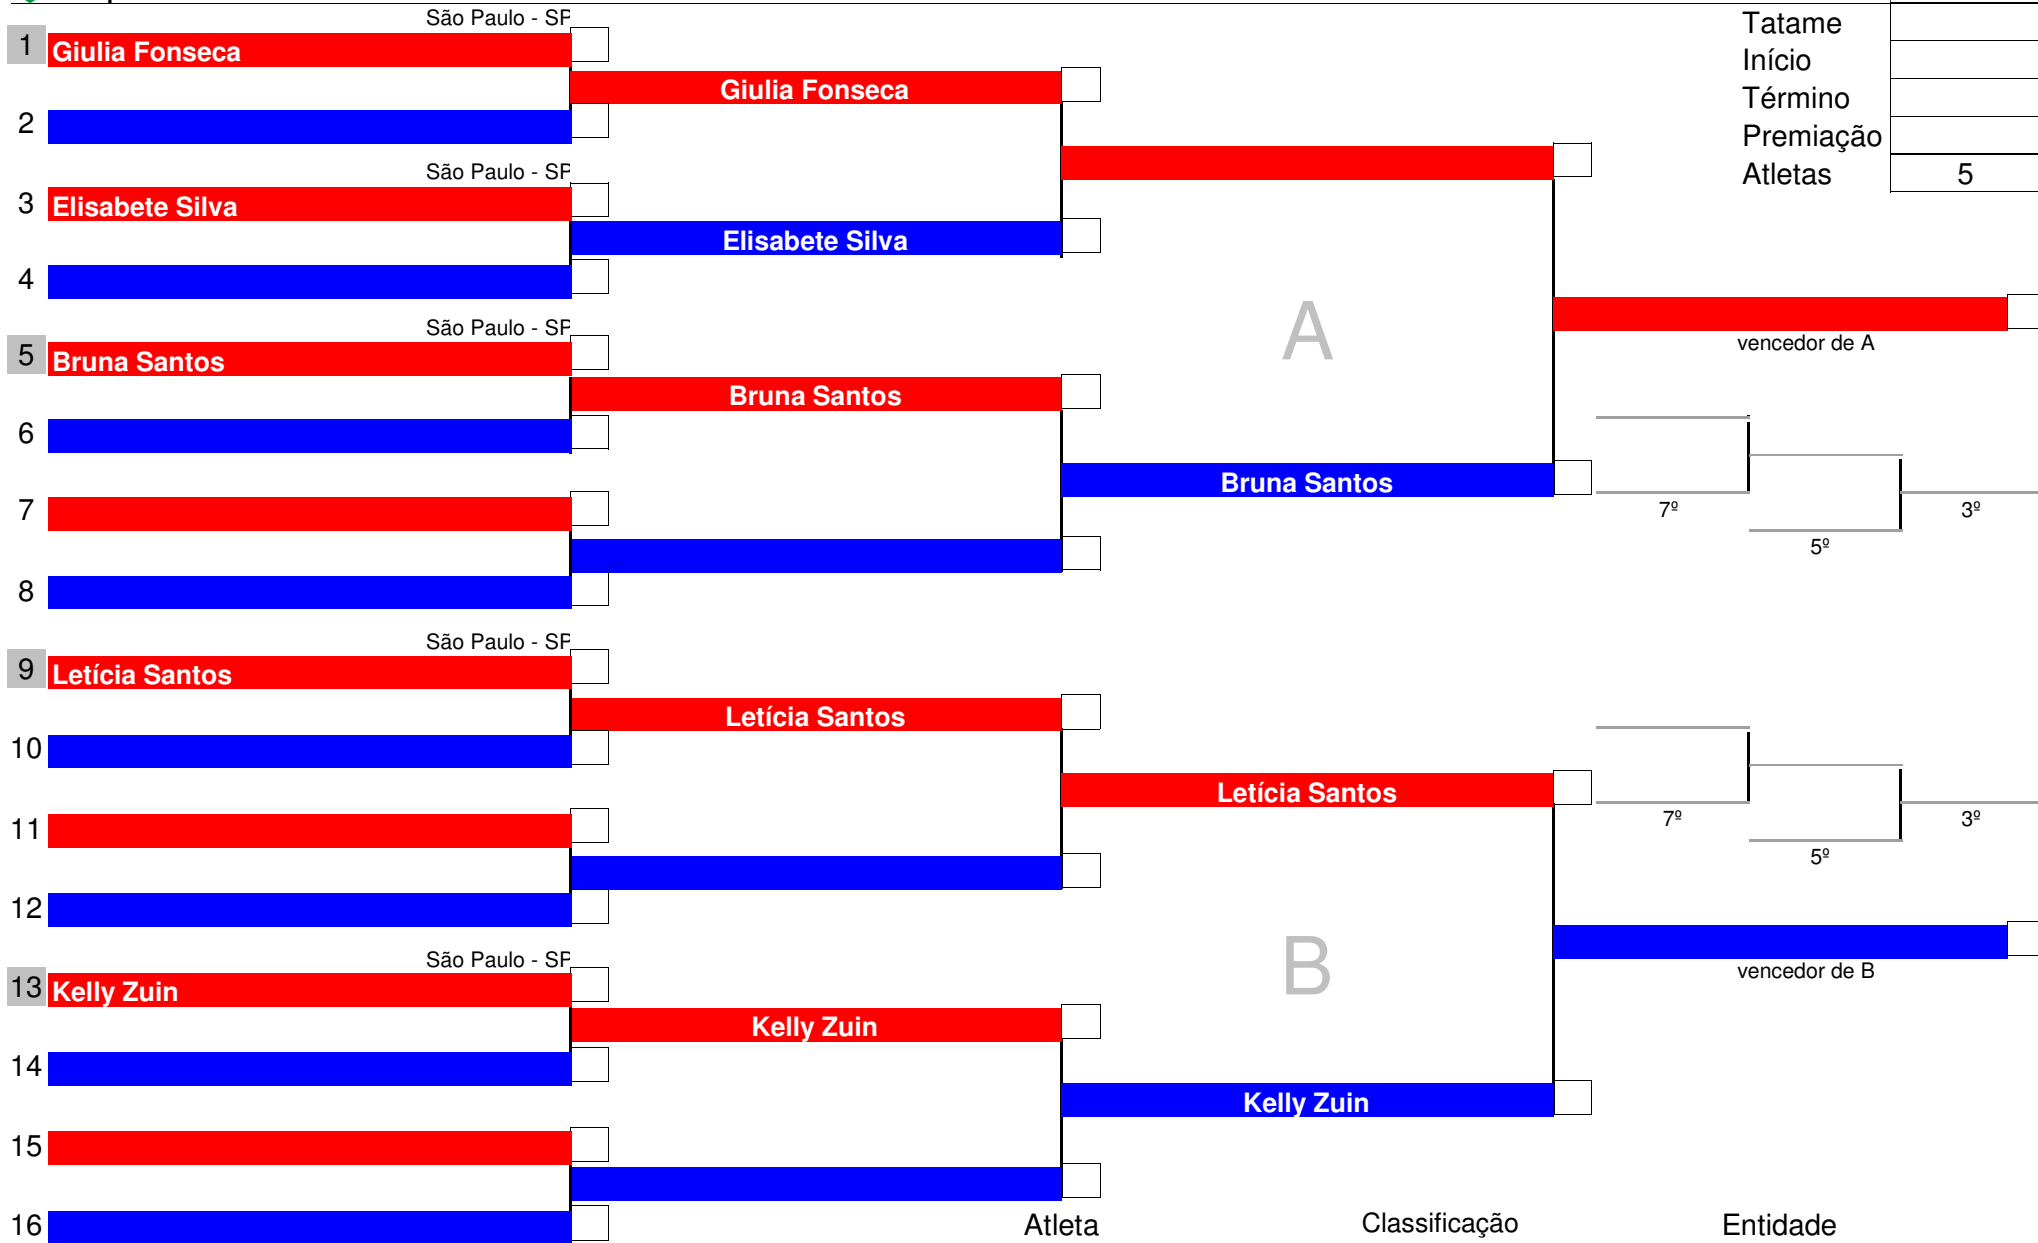 São Paulo - SP
1 Giulia Fonseca
Giulia Fonseca
2
São Paulo - SP
3 Elisabete Silva
Elisabete Silva
4
São Paulo - SP
5 Bruna Santos
Bruna Santos
6
Bruna Santos
7
8
São Paulo - SP
9 Letícia Santos
Letícia Santos
10
Letícia Santos
11
12
São Paulo - SP
13 Kelly Zuin
Kelly Zuin
14
Kelly Zuin
15
16
A
B
Tatame
Início
Término
Premiação
Atletas 5
vencedor de A
7º
3º
5º
7º
3º
5º
vencedor de B
Atleta Classificação Entidade